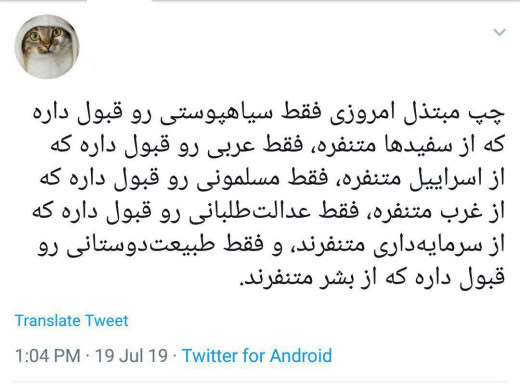 چپ مبتذل امروزی فقط سیاهپوستی رو قبول داره
که از سفیدها متنفره، فقط عربی رو قبول داره که
از اسراییل متنفره، فقط مسلمونی رو قبول داره که
از غرب متنفره، فقط عدالت‌طلبانی رو قبول داره که
از سرمایه‌داری متنفرند، و فقط طبیعت‌دوستانی رو
قبول داره که از بشر متنفرند.
Translate Tweet
1:04 PM · 19 Jul 19 · Twitter for Android